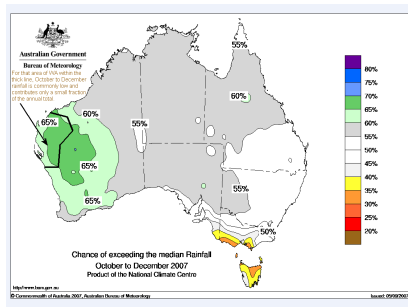 Australian Government
Bureau of Meteorology
For that area of WA within the
thick line, October to December
rainfall is commonly low and
contributes only a small fraction
of the annual total
55%
60%
60%
65%
55%
65%
55%
65%
50%
80%
75%
70%
65%
60%
55%
50%
45%
40%
35%
30%
25%
20%
Chance of exceeding the median Rainfall
October to December 2007
Product of the National Climate Centre
http://www.bom.gov.au
© Commonwealth of Australia 2007, Australian Bureau of Meteorology